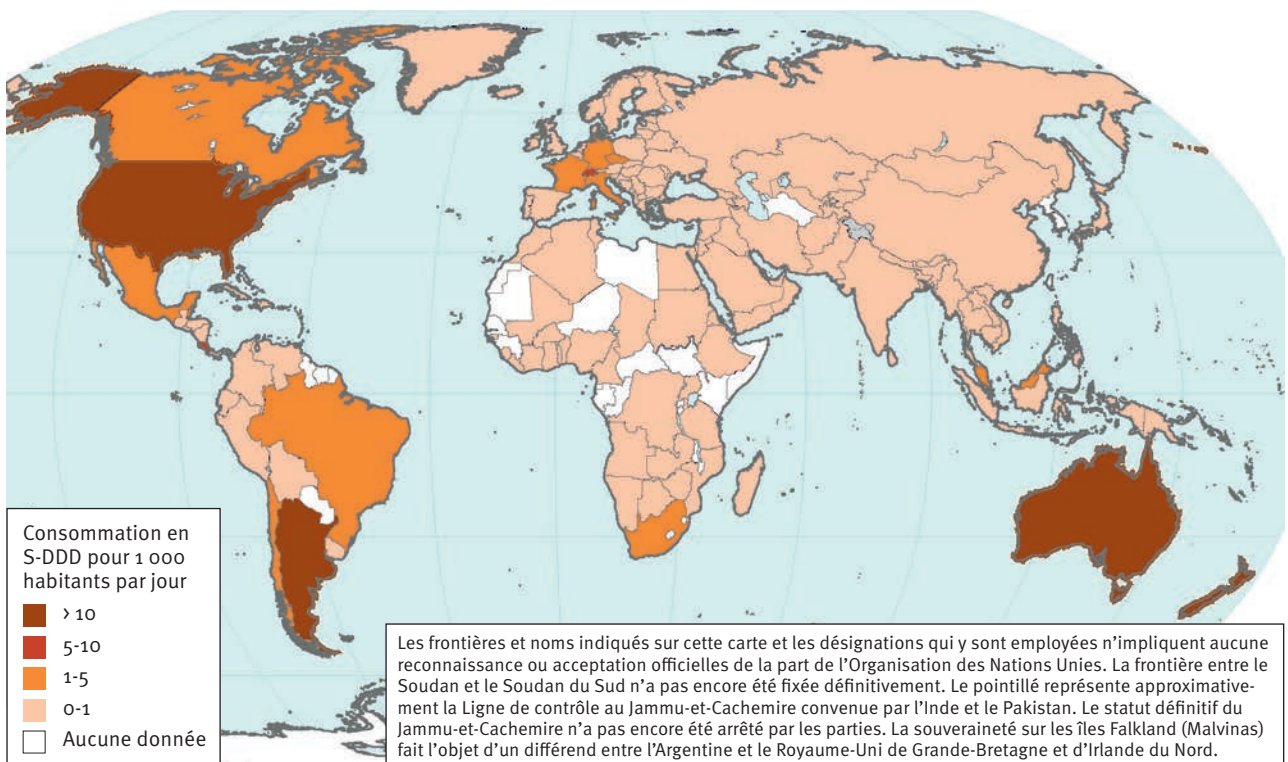 Consommation en
S-DDD pour 1 000
habitants par jour
> 10
5-10
1-5
0-1
Aucune donnée
Les frontières et noms indiqués sur cette carte et les désignations qui y sont employées n'impliquent aucune
reconnaissance ou acceptation officielles de la part de l'Organisation des Nations Unies. La frontière entre le
Soudan et le Soudan du Sud n'a pas encore été fixée définitivement. Le pointillé représente approximative-
ment la Ligne de contrôle au Jammu-et-Cachemire convenue par l'Inde et le Pakistan. Le statut définitif du
Jammu-et-Cachemire n'a pas encore été arrêté par les parties. La souveraineté sur les îles Falkland (Malvinas)
fait l'objet d'un différend entre l'Argentine et le Royaume-Uni de Grande-Bretagne et d'Irlande du Nord.